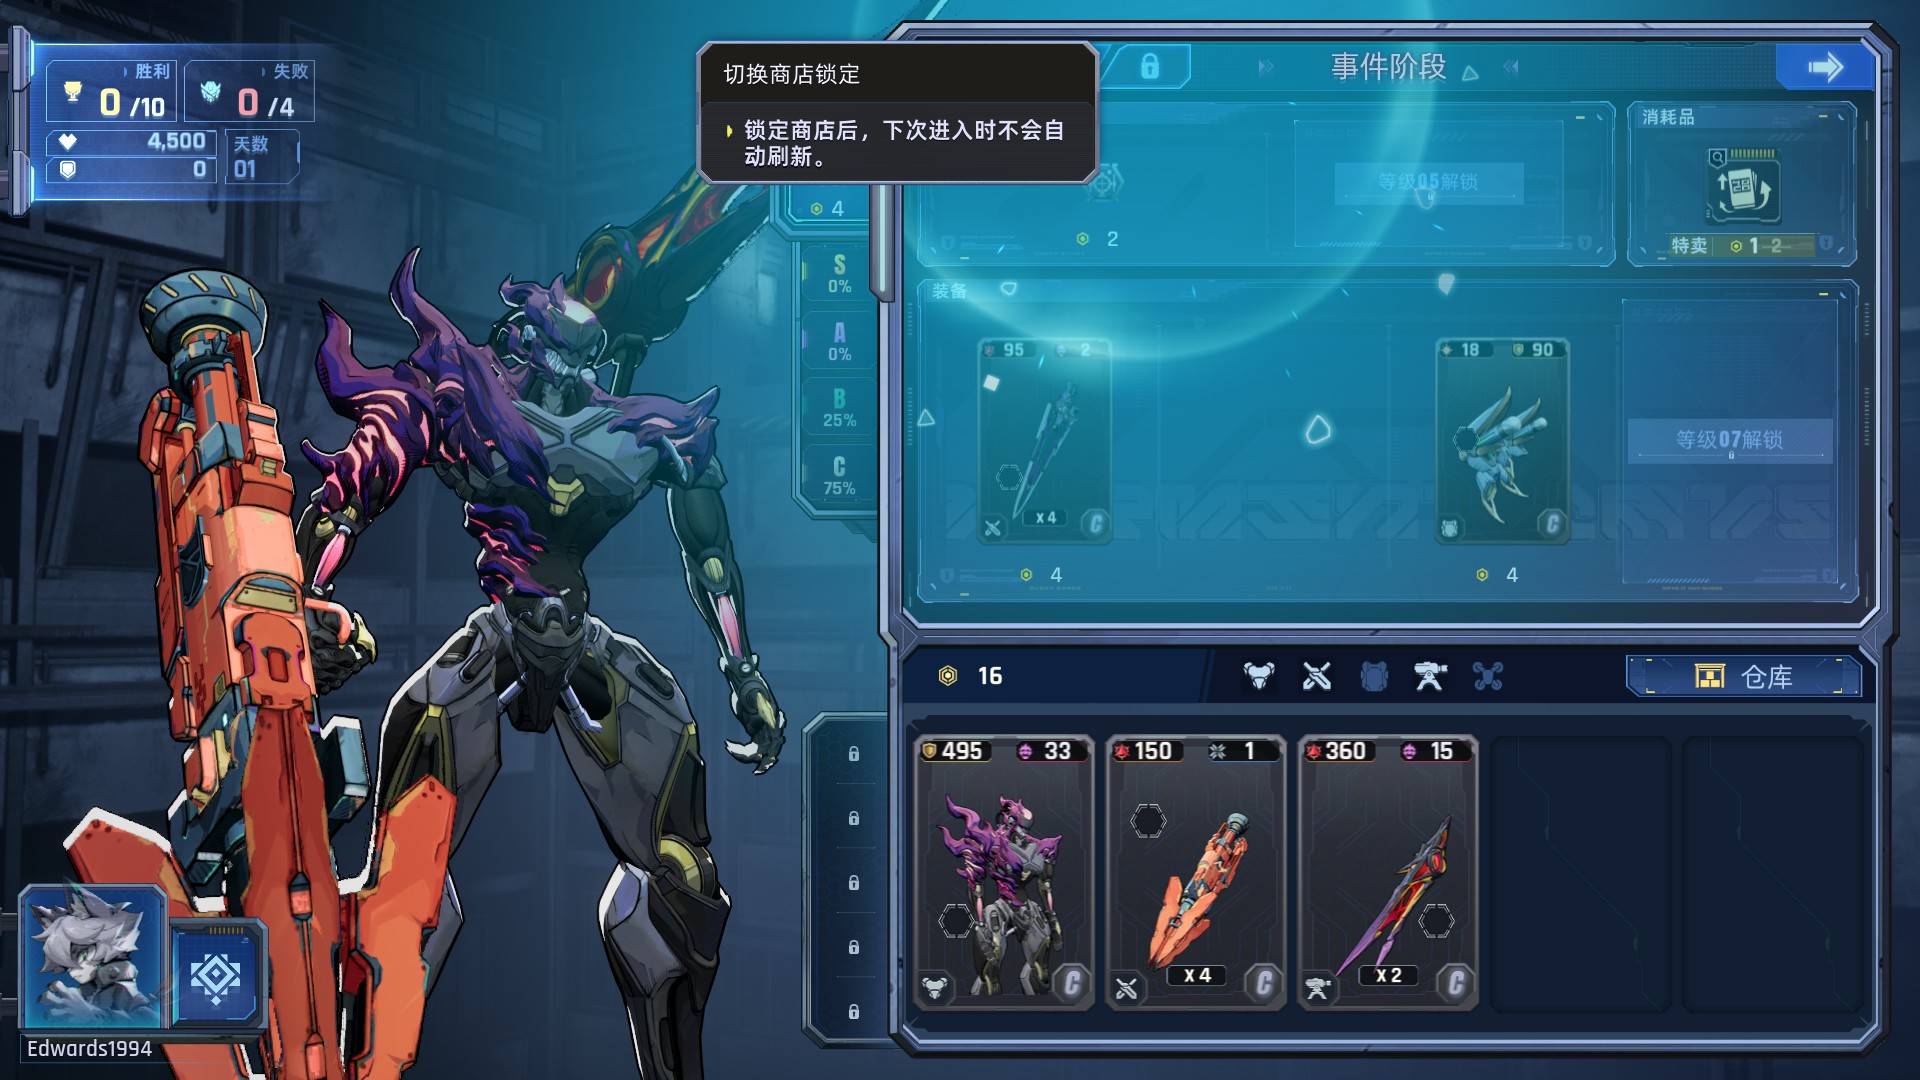 胜利
0 /10
失败
0 /4
4,500
0
天数
01
切换商店锁定
锁定商店后，下次进入时不会自
动刷新。
事件阶段
4
S
0%
A
0%
B
25%
C
75%
2
等级05解锁
消耗品
特卖 1 2
装备
95 2
x4 C
4
18 90
C
4
等级07解锁
16
仓库
495 33
C
150 1
x4 C
360 15
x2 C
Edwards1994